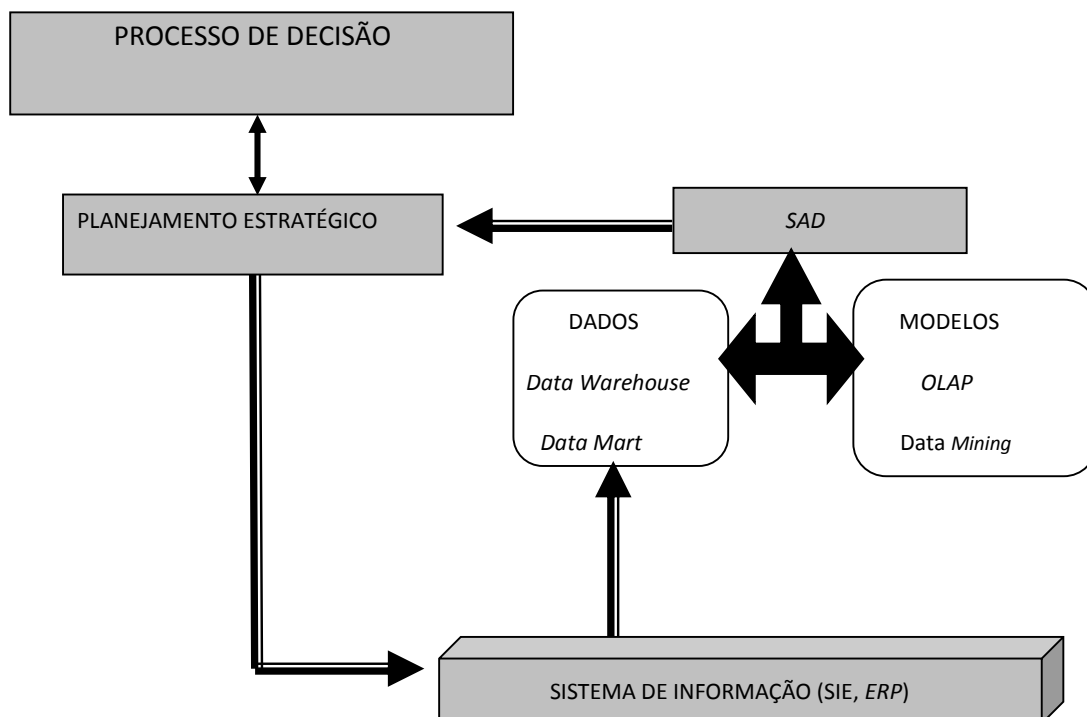 PROCESSO DE DECISÃO
PLANEJAMENTO ESTRATÉGICO
SAD
DADOS
Data Warehouse
Data Mart
MODELOS
OLAP
Data Mining
SISTEMA DE INFORMAÇÃO (SIE, ERP)